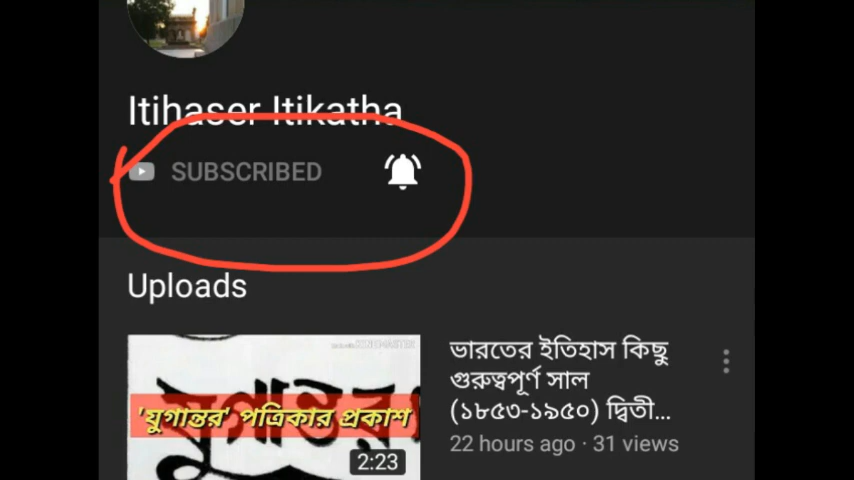 Itihaser Itikatha
SUBSCRIBED
Uploads
যুগান্তর
'যুগান্তর' পত্রিকার প্রকাশ
2:23
ভারতের ইতিহাস কিছু
গুরুত্বপূর্ণ সাল
(১৮৫৩-১৯৫০) দ্বিতী...
22 hours ago · 31 views